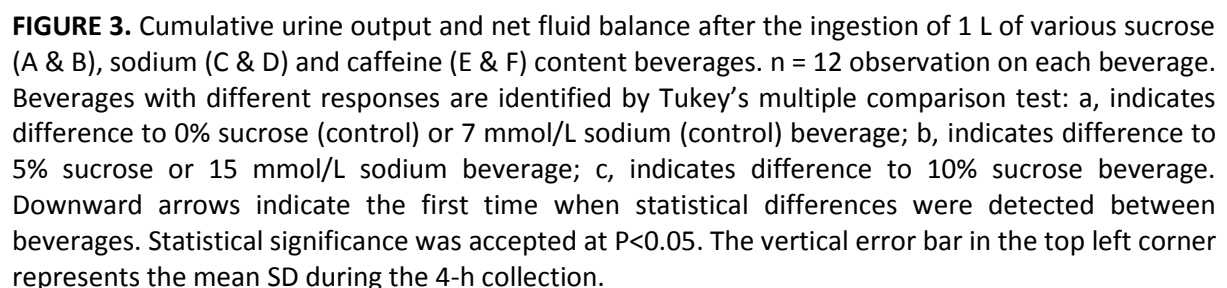 FIGURE 3. Cumulative urine output and net fluid balance after the ingestion of 1 L of various sucrose
(A & B), sodium (C & D) and caffeine (E & F) content beverages. n = 12 observation on each beverage.
Beverages with different responses are identified by Tukey's multiple comparison test: a, indicates
difference to 0% sucrose (control) or 7 mmol/L sodium (control) beverage; b, indicates difference to
5% sucrose or 15 mmol/L sodium beverage; c, indicates difference to 10% sucrose beverage.
Downward arrows indicate the first time when statistical differences were detected between
beverages. Statistical significance was accepted at P<0.05. The vertical error bar in the top left corner
represents the mean SD during the 4-h collection.